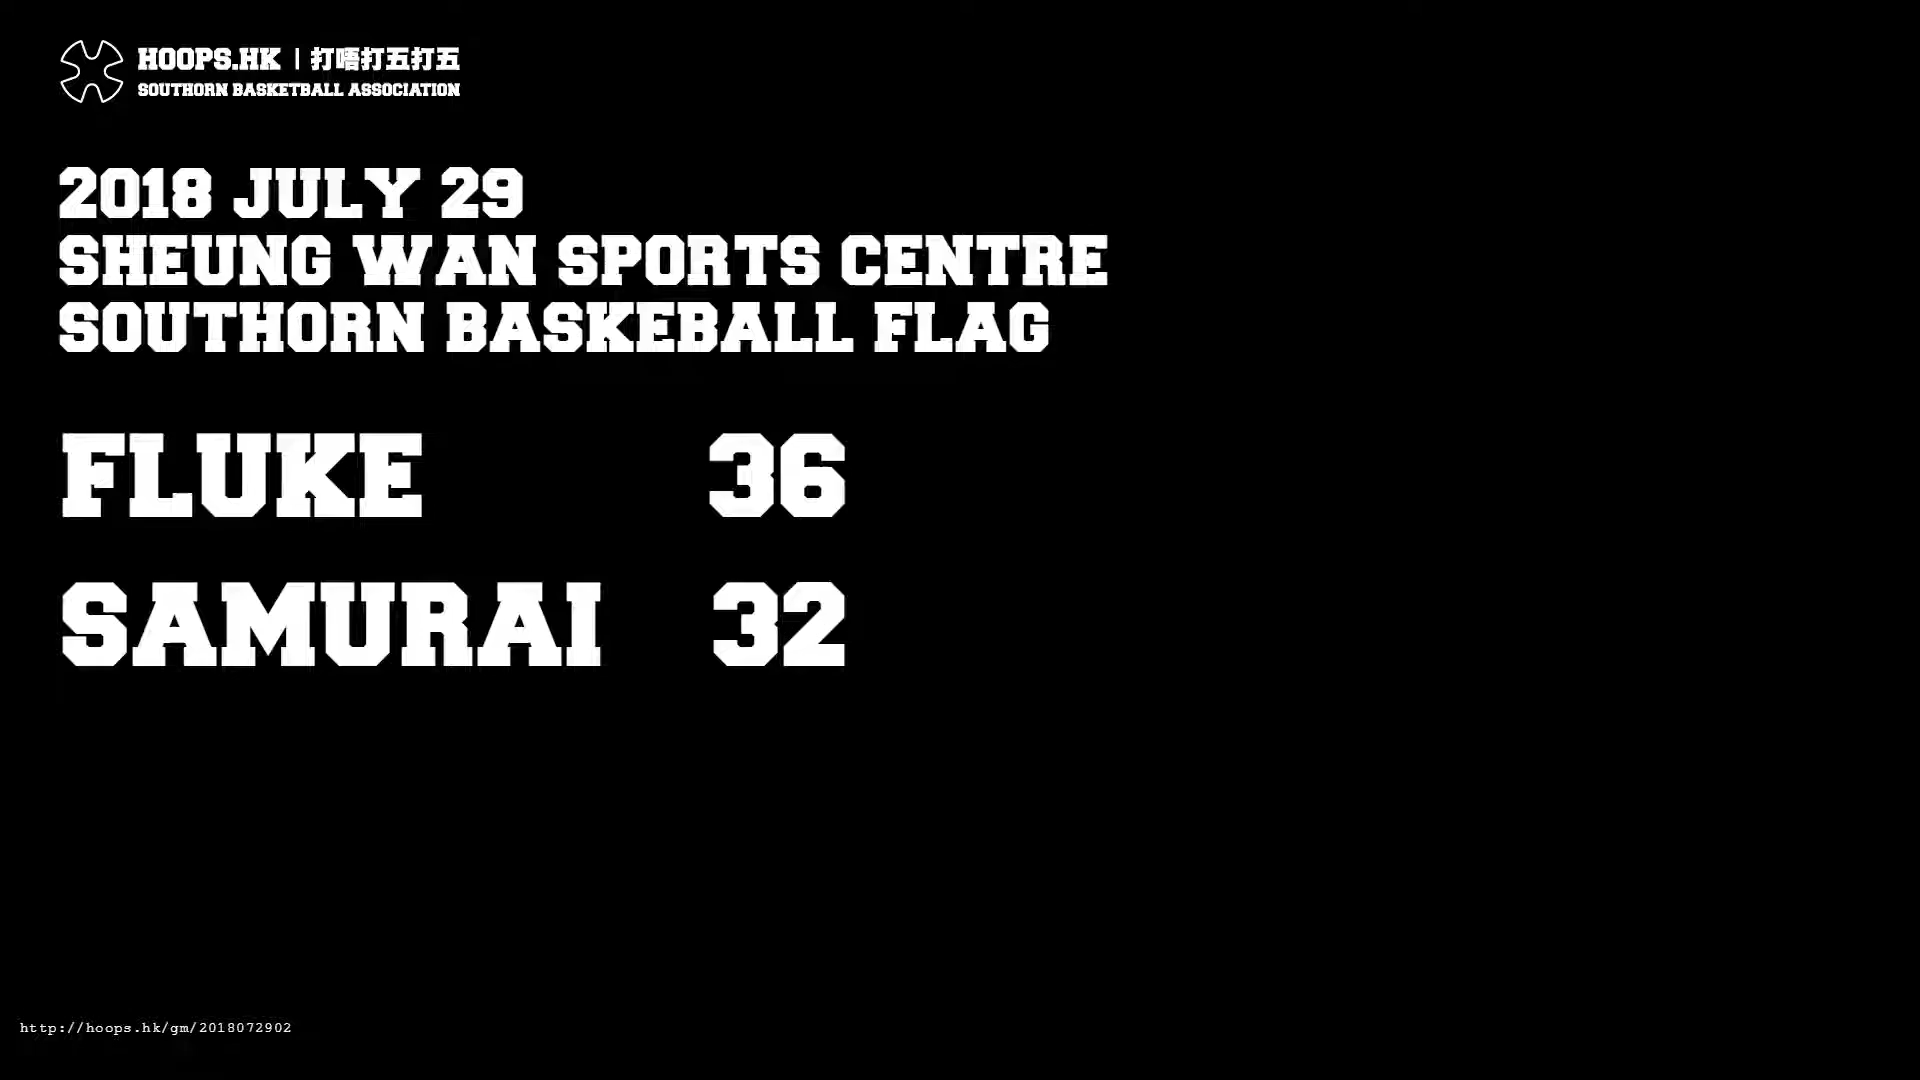 HOOPS.HK | 打唔打五打五
SOUTHORN BASKETBALL ASSOCIATION
2018 JULY 29
SHEUNG WAN SPORTS CENTRE
SOUTHORN BASKEBALL FLAG
FLUKE 36
SAMURAI 32
http://hoops.hk/gm/2018072902